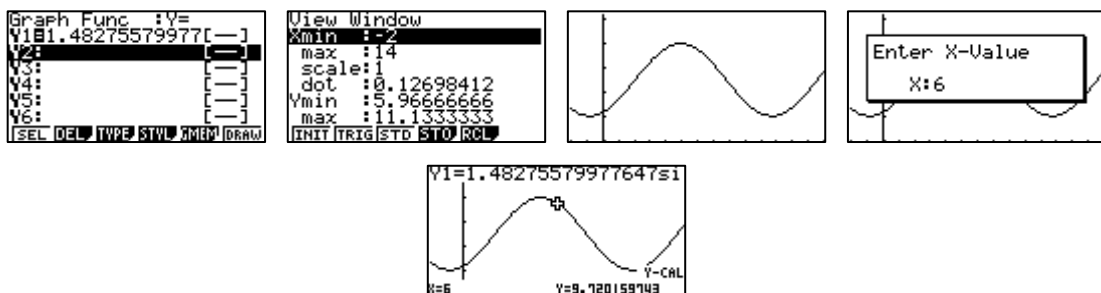 Graph Func :Y=
Y1=1.48275579977[—]
Y2: [—]
Y3: [—]
Y4: [—]
Y5: [—]
Y6: [—]
SEL DEL TYPE STYL GMEM DRAW
View Window
Xmin :-2
max :14
scale:1
dot :0.12698412
Ymin :5.96666666
max :11.1333333
INIT TRIG STD STO RCL
Enter X-Value
X:6
Y1=1.48275579977647si
Y-CAL
X=6 Y=9.720159743